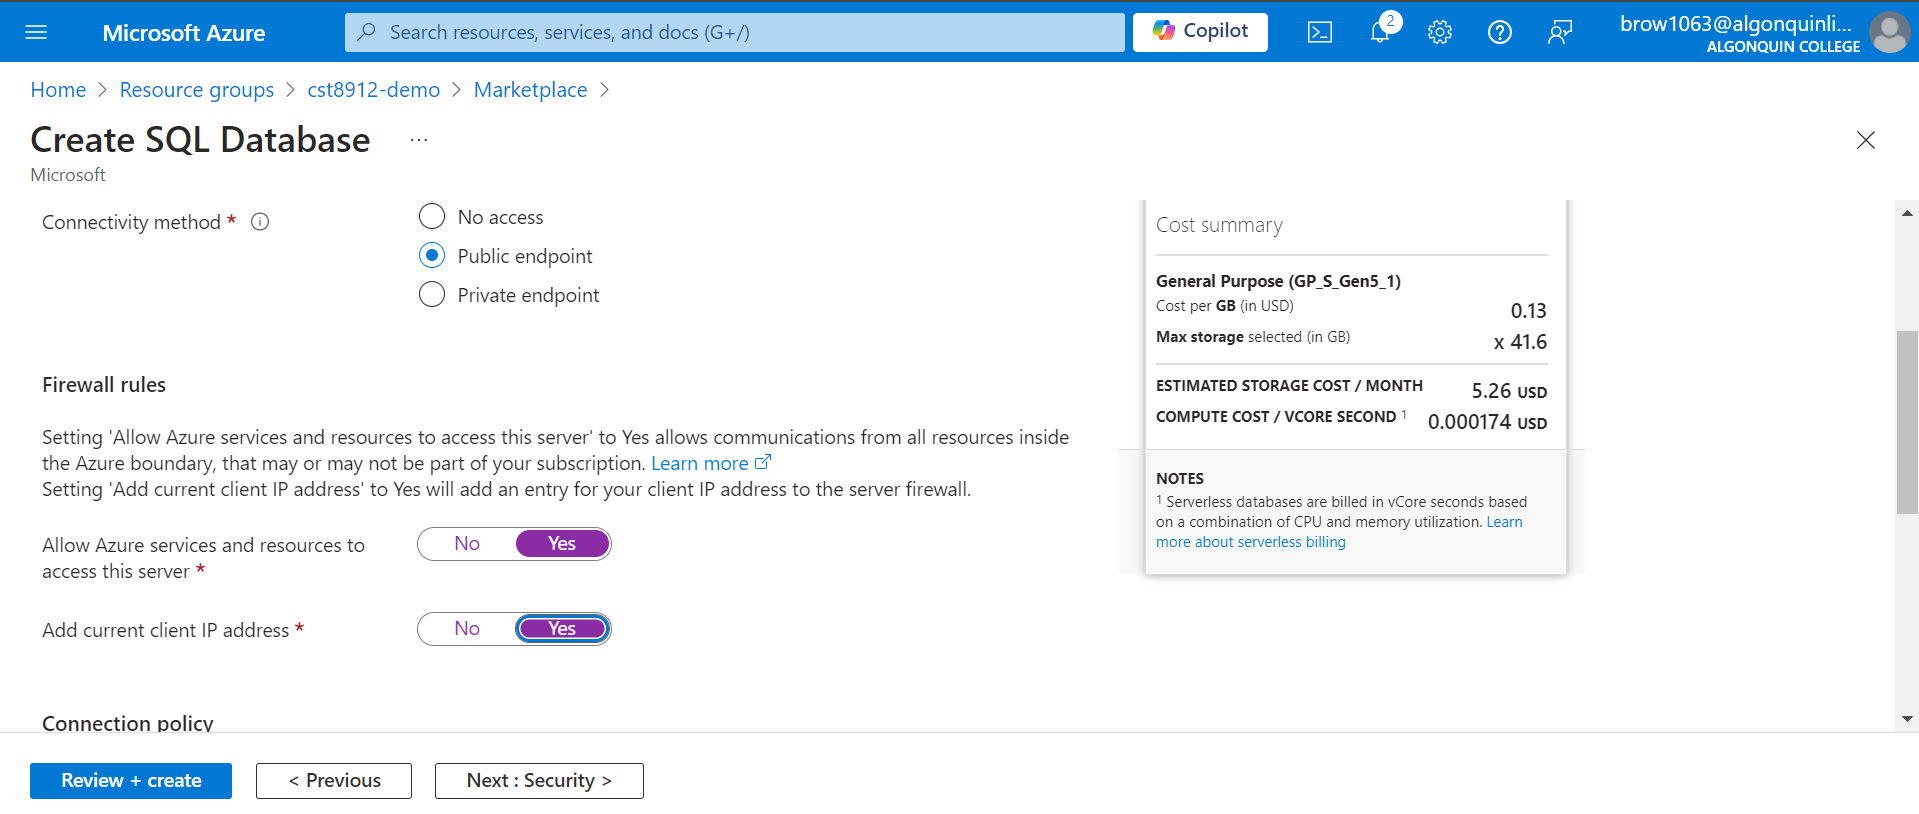 Microsoft Azure
Search resources, services, and docs (G+/)
Copilot
2
brow1063@algonquinli...
ALGONQUIN COLLEGE
Home > Resource groups > cst8912-demo > Marketplace >
Create SQL Database ...
Microsoft
Connectivity method *
No access
Public endpoint
Private endpoint
Firewall rules
Setting 'Allow Azure services and resources to access this server' to Yes allows communications from all resources inside
the Azure boundary, that may or may not be part of your subscription. Learn more
Setting 'Add current client IP address' to Yes will add an entry for your client IP address to the server firewall.
Allow Azure services and resources to
access this server *
No Yes
Add current client IP address *
No Yes
Connection policy
Cost summary
General Purpose (GP_S_Gen5_1)
Cost per GB (in USD) 0.13
Max storage selected (in GB) x 41.6
ESTIMATED STORAGE COST / MONTH 5.26 USD
COMPUTE COST / VCORE SECOND 1 0.000174 USD
NOTES
1 Serverless databases are billed in vCore seconds based
on a combination of CPU and memory utilization. Learn
more about serverless billing
Review + create
< Previous
Next : Security >